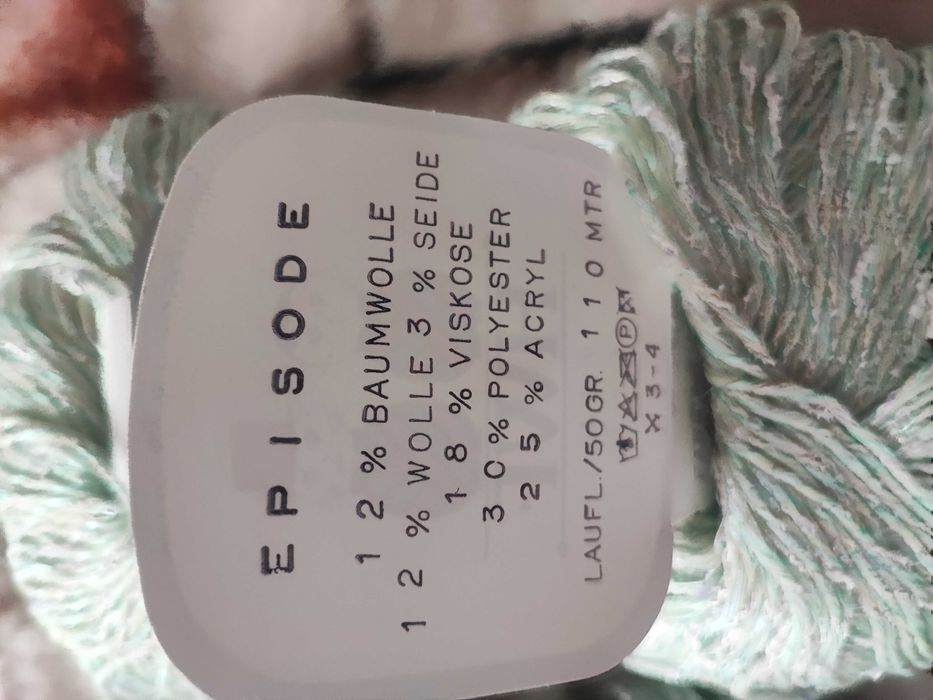 EPISODE
12 % BAUMWOLLE
12 % WOLLE 3 % SEIDE
18 % VISKOSE
30 % POLYESTER
25 % ACRYL
LAUFL./50GR. 110 MTR
P
X 3-4